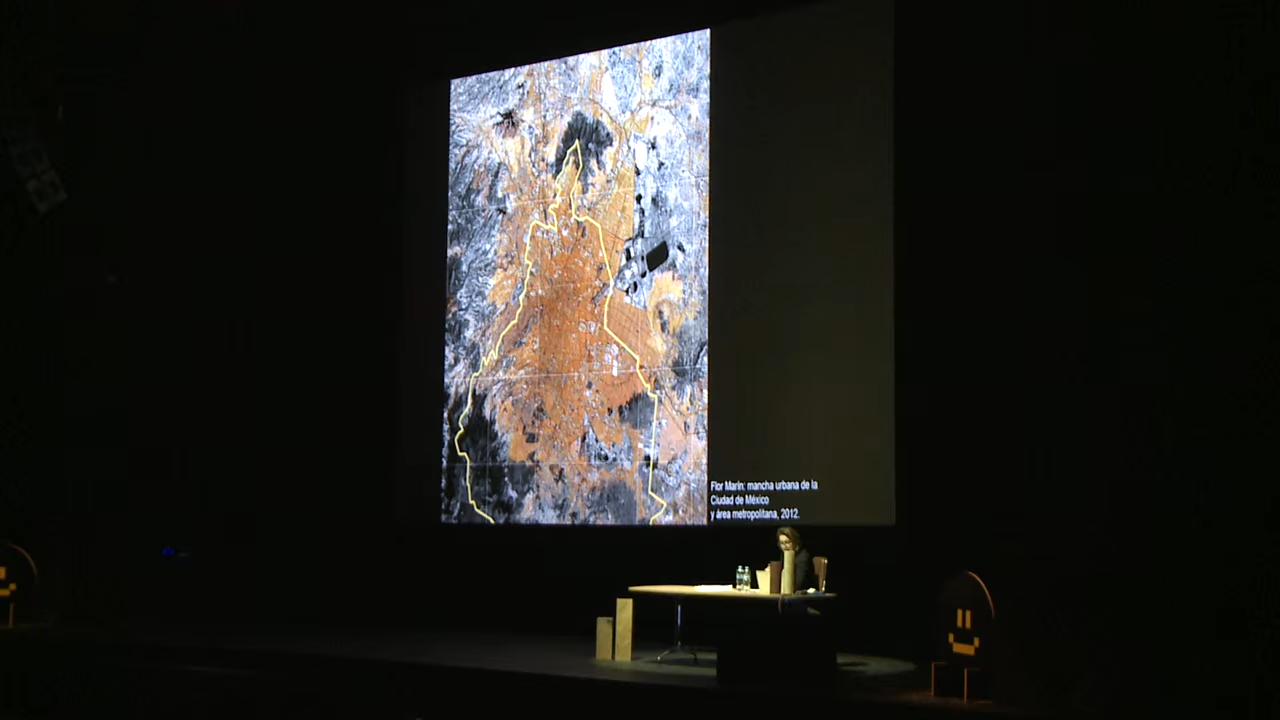 Flor Marín: mancha urbana de la
Ciudad de México
y área metropolitana, 2012.